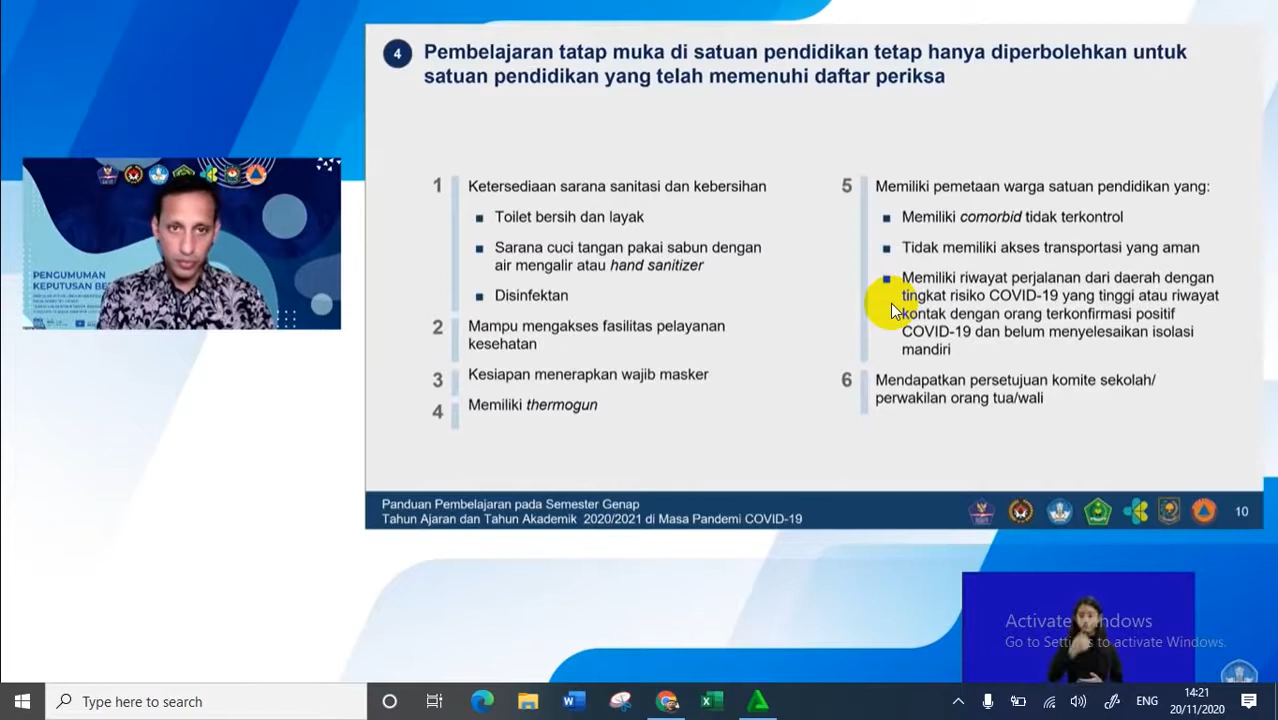 4
Pembelajaran tatap muka di satuan pendidikan tetap hanya diperbolehkan untuk
satuan pendidikan yang telah memenuhi daftar periksa
PENGUMUMAN
KEPUTUSAN BE
1
Ketersediaan sarana sanitasi dan kebersihan
Toilet bersih dan layak
Sarana cuci tangan pakai sabun dengan
air mengalir atau hand sanitizer
Disinfektan
2
Mampu mengakses fasilitas pelayanan
kesehatan
3
Kesiapan menerapkan wajib masker
4
Memiliki thermogun
5
Memiliki pemetaan warga satuan pendidikan yang:
Memiliki comorbid tidak terkontrol
Tidak memiliki akses transportasi yang aman
Memiliki riwayat perjalanan dari daerah dengan
tingkat risiko COVID-19 yang tinggi atau riwayat
kontak dengan orang terkonfirmasi positif
COVID-19 dan belum menyelesaikan isolasi
mandiri
6
Mendapatkan persetujuan komite sekolah/
perwakilan orang tua/wali
Panduan Pembelajaran pada Semester Genap
Tahun Ajaran dan Tahun Akademik 2020/2021 di Masa Pandemi COVID-19
10
Activate Windows
Go to Settings to activate Windows.
Type here to search
ENG
14:21
20/11/2020